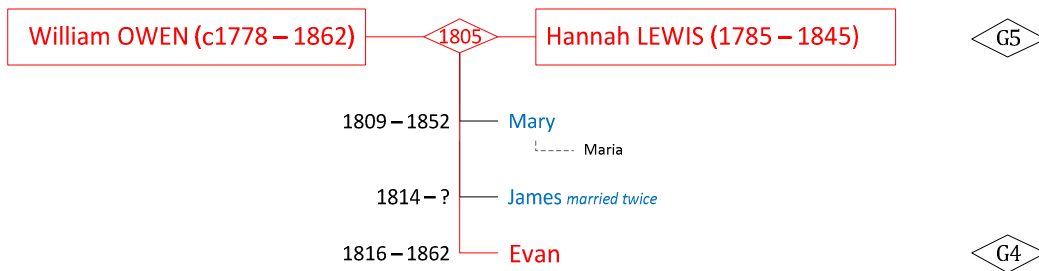 William OWEN (c1778 – 1862) 1805 Hannah LEWIS (1785 – 1845) G5
1809 – 1852 Mary
Maria
1814 – ? James married twice
1816 – 1862 Evan G4